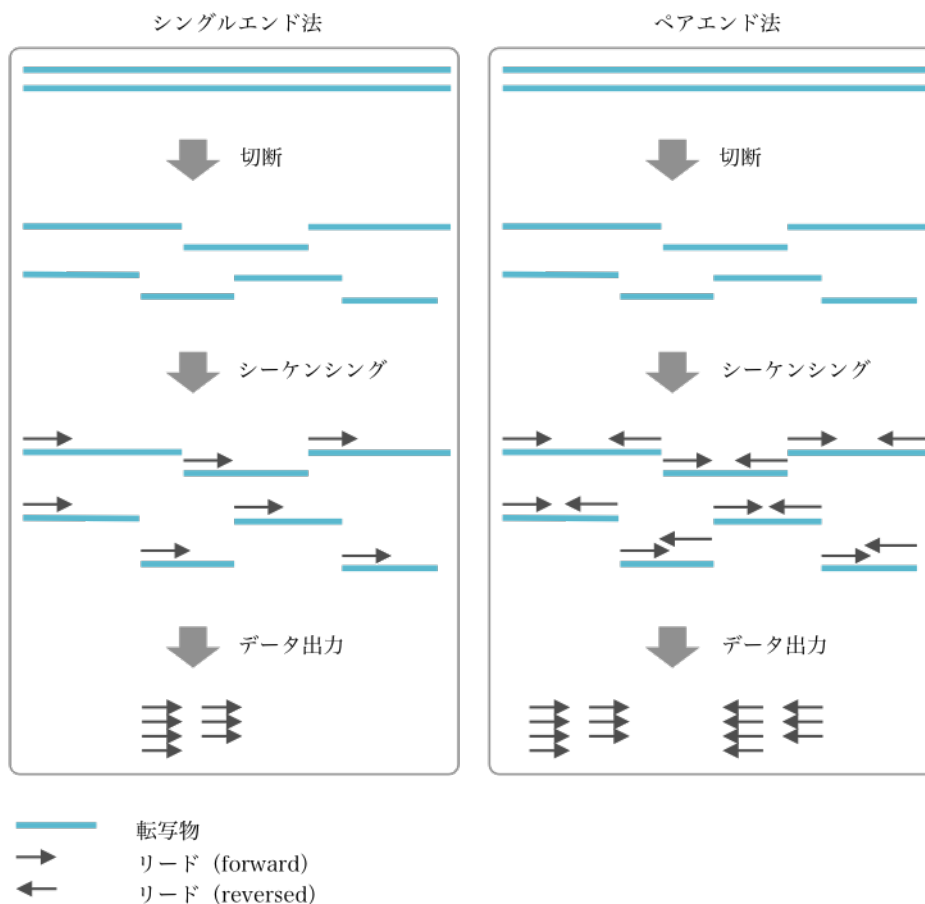 シングルエンド法
ペアエンド法
切断
切断
シーケンシング
シーケンシング
データ出力
データ出力
転写物
リード（forward）
リード（reversed）